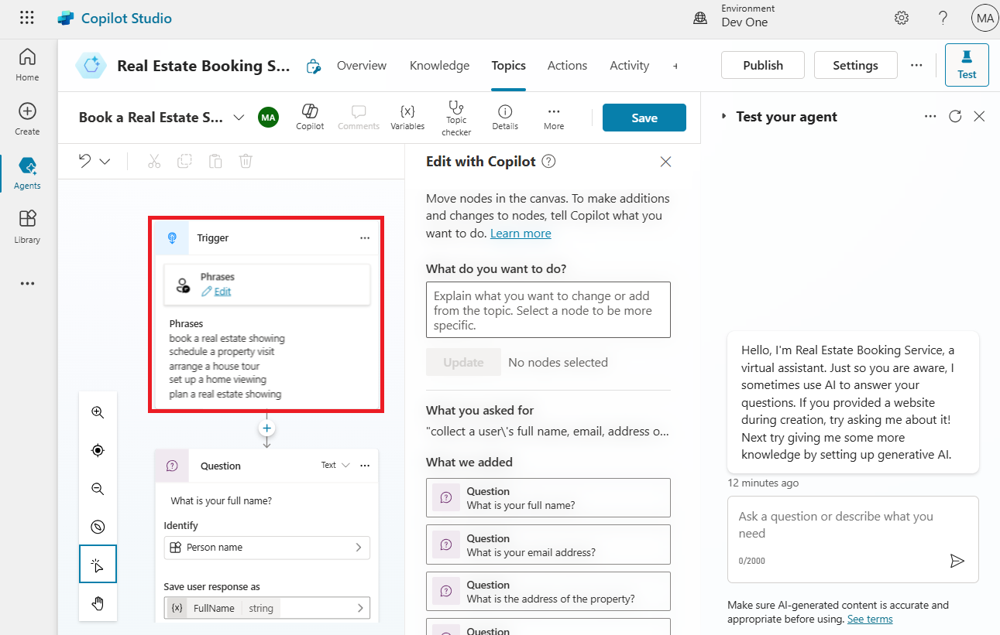 Copilot Studio
Environment
Dev One
MA
Home
Create
Agents
Library
Real Estate Booking S...
Overview
Knowledge
Topics
Actions
Activity
Publish
Settings
Test
Book a Real Estate S...
MA
Copilot
Comments
{x}
Variables
Topic
checker
Details
More
Save
Trigger
Phrases
Edit
Phrases
book a real estate showing
schedule a property visit
arrange a house tour
set up a home viewing
plan a real estate showing
Question
Text
What is your full name?
Identify
Person name
Save user response as
{x} FullName string
Edit with Copilot
Move nodes in the canvas. To make additions
and changes to nodes, tell Copilot what you
want to do. Learn more
What do you want to do?
Explain what you want to change or add
from the topic. Select a node to be more
specific.
Update
No nodes selected
What you asked for
"collect a user\'s full name, email, address o...
What we added
Question
What is your full name?
Question
What is your email address?
Question
What is the address of the property?
Question
Test your agent
Hello, I'm Real Estate Booking Service, a
virtual assistant. Just so you are aware, I
sometimes use AI to answer your
questions. If you provided a website
during creation, try asking me about it!
Next try giving me some more
knowledge by setting up generative AI.
12 minutes ago
Ask a question or describe what you
need
0/2000
Make sure AI-generated content is accurate and
appropriate before using. See terms